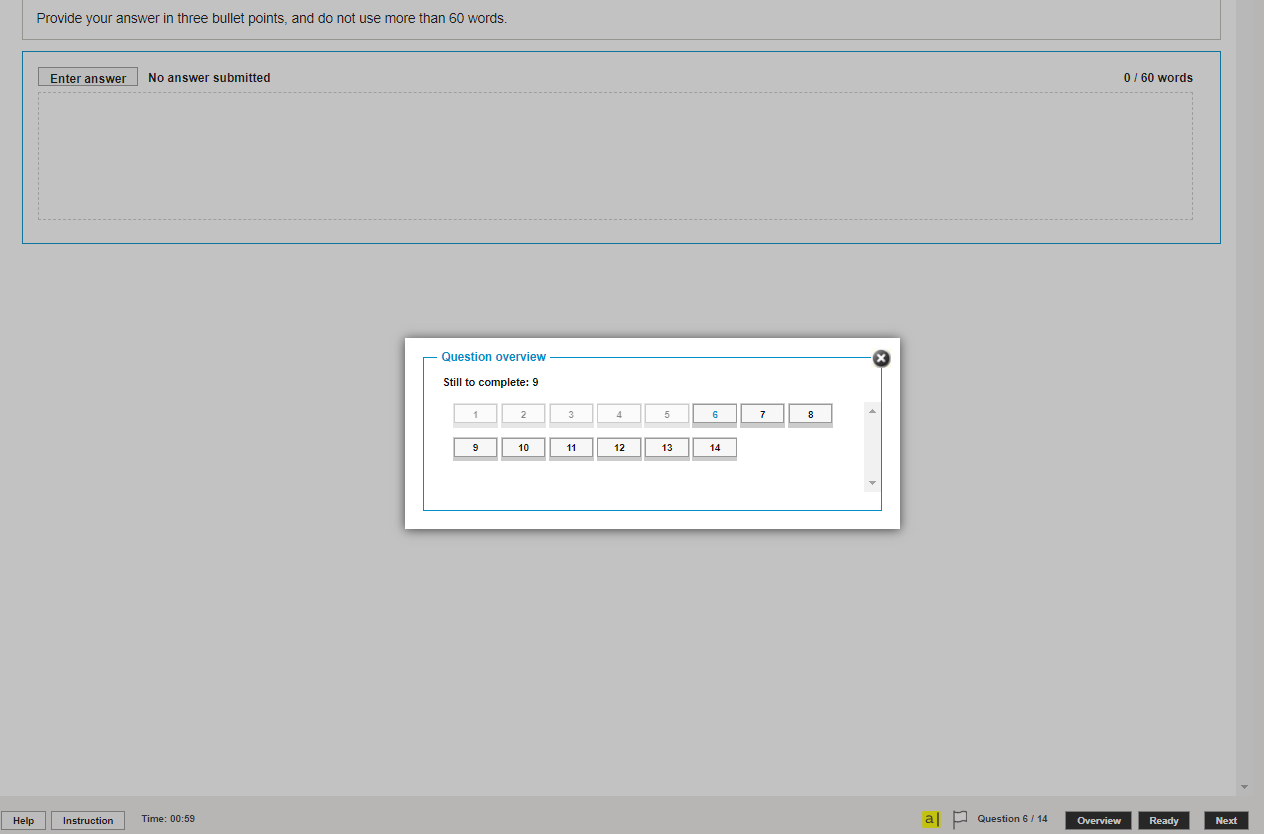 Provide your answer in three bullet points, and do not use more than 60 words.
Enter answer No answer submitted 0 / 60 words
Question overview
Still to complete: 9
1 2 3 4 5 6 7 8
9 10 11 12 13 14
Help Instruction Time: 00:59 a| Question 6 / 14 Overview Ready Next